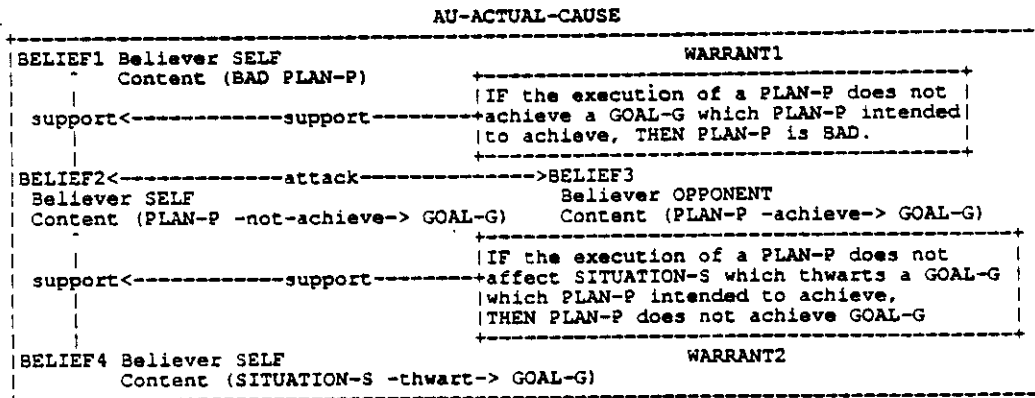 AU-ACTUAL-CAUSE
BELIEF1 Believer SELF WARRANT1
Content (BAD PLAN-P)
IF the execution of a PLAN-P does not
support<------------support--------+achieve a GOAL-G which PLAN-P intended
to achieve, THEN PLAN-P is BAD.
BELIEF2<------------attack------------->BELIEF3
Believer SELF Believer OPPONENT
Content (PLAN-P -not-achieve-> GOAL-G) Content (PLAN-P -achieve-> GOAL-G)
IF the execution of a PLAN-P does not
support<------------support--------+affect SITUATION-S which thwarts a GOAL-G
which PLAN-P intended to achieve,
THEN PLAN-P does not achieve GOAL-G
BELIEF4 Believer SELF WARRANT2
Content (SITUATION-S -thwart-> GOAL-G)